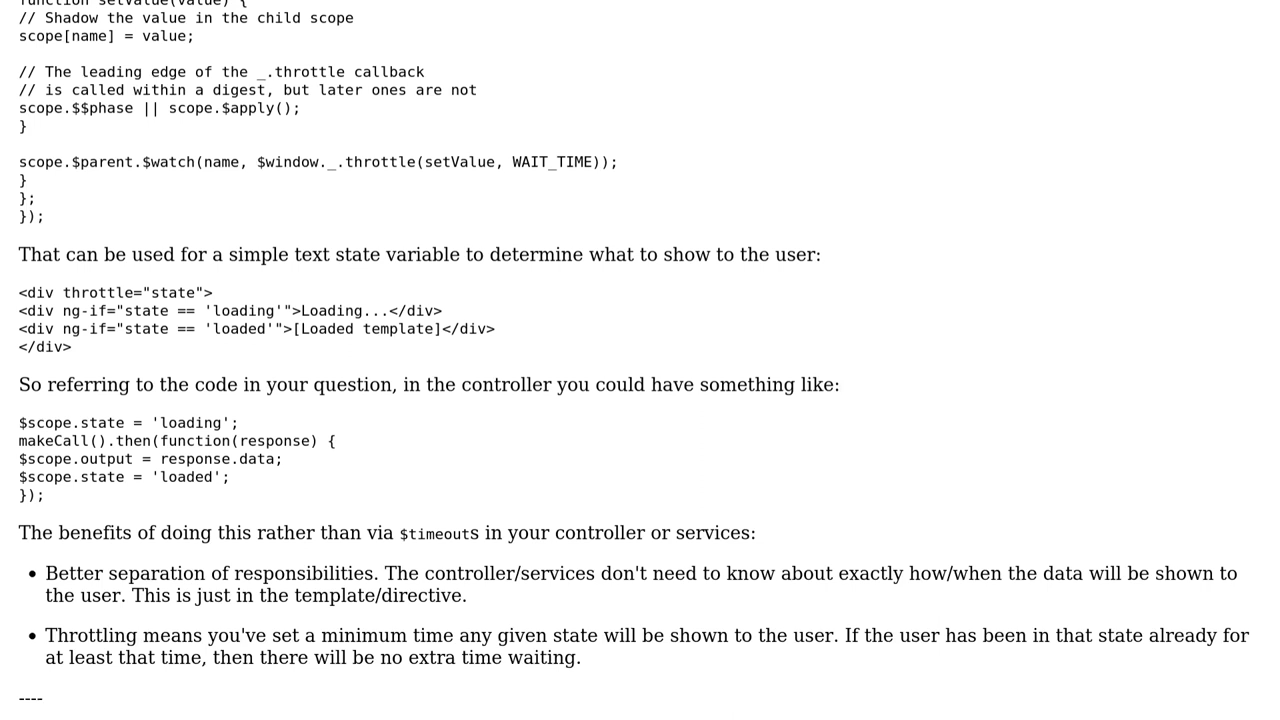 function setValue(value) {
// Shadow the value in the child scope
scope[name] = value;
// The leading edge of the _.throttle callback
// is called within a digest, but later ones are not
scope.$$phase || scope.$apply();
}
scope.$parent.$watch(name, $window._.throttle(setValue, WAIT_TIME));
}
};
});
That can be used for a simple text state variable to determine what to show to the user:
<div throttle="state">
<div ng-if="state == 'loading'">Loading...</div>
<div ng-if="state == 'loaded'">[Loaded template]</div>
</div>
So referring to the code in your question, in the controller you could have something like:
$scope.state = 'loading';
makeCall().then(function(response) {
$scope.output = response.data;
$scope.state = 'loaded';
});
The benefits of doing this rather than via $timeouts in your controller or services:
• Better separation of responsibilities. The controller/services don't need to know about exactly how/when the data will be shown to
the user. This is just in the template/directive.
• Throttling means you've set a minimum time any given state will be shown to the user. If the user has been in that state already for
at least that time, then there will be no extra time waiting.
----